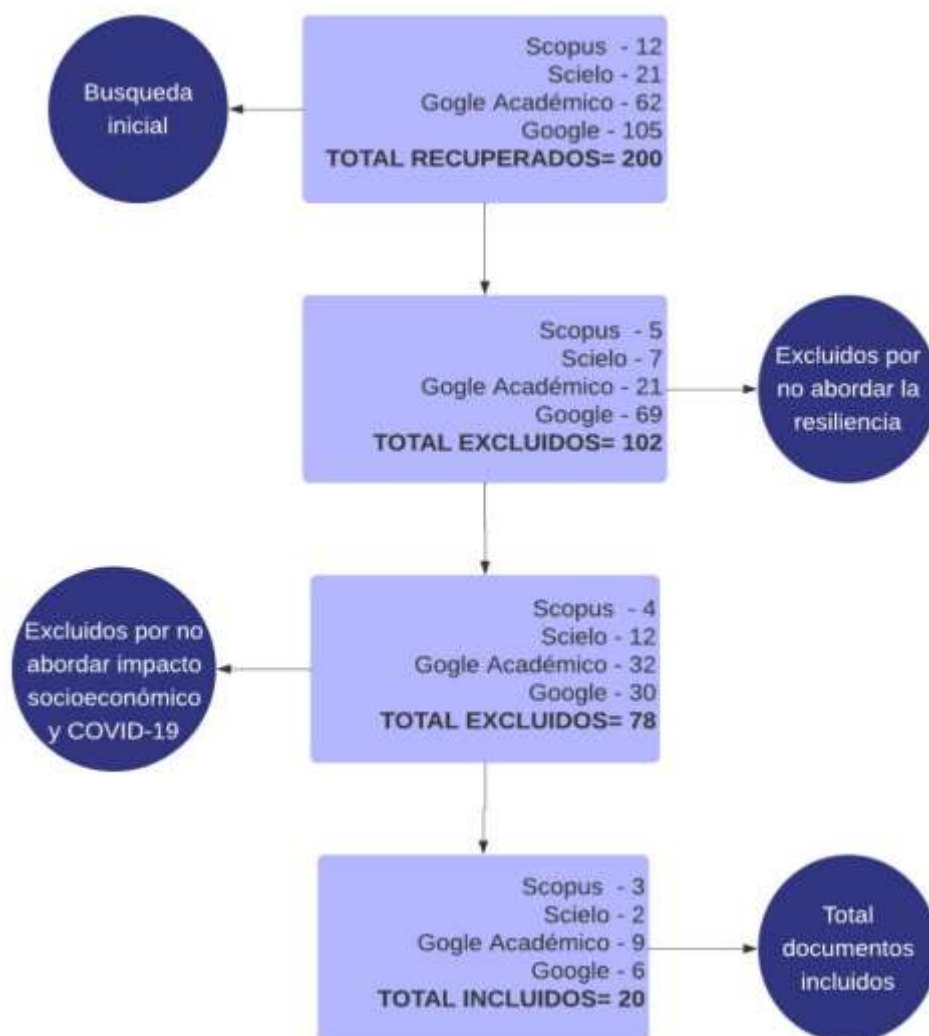 Busqueda
inicial
Scopus - 12
Scielo - 21
Gogle Académico - 62
Google - 105
TOTAL RECUPERADOS= 200
Scopus - 5
Scielo - 7
Gogle Académico - 21
Google - 69
TOTAL EXCLUIDOS= 102
Excluidos por
no abordar la
resiliencia
Excluidos por no
abordar impacto
socioeconómico
y COVID-19
Scopus - 4
Scielo - 12
Gogle Académico - 32
Google - 30
TOTAL EXCLUIDOS= 78
Scopus - 3
Scielo - 2
Gogle Académico - 9
Google - 6
TOTAL INCLUIDOS= 20
Total
documentos
incluidos